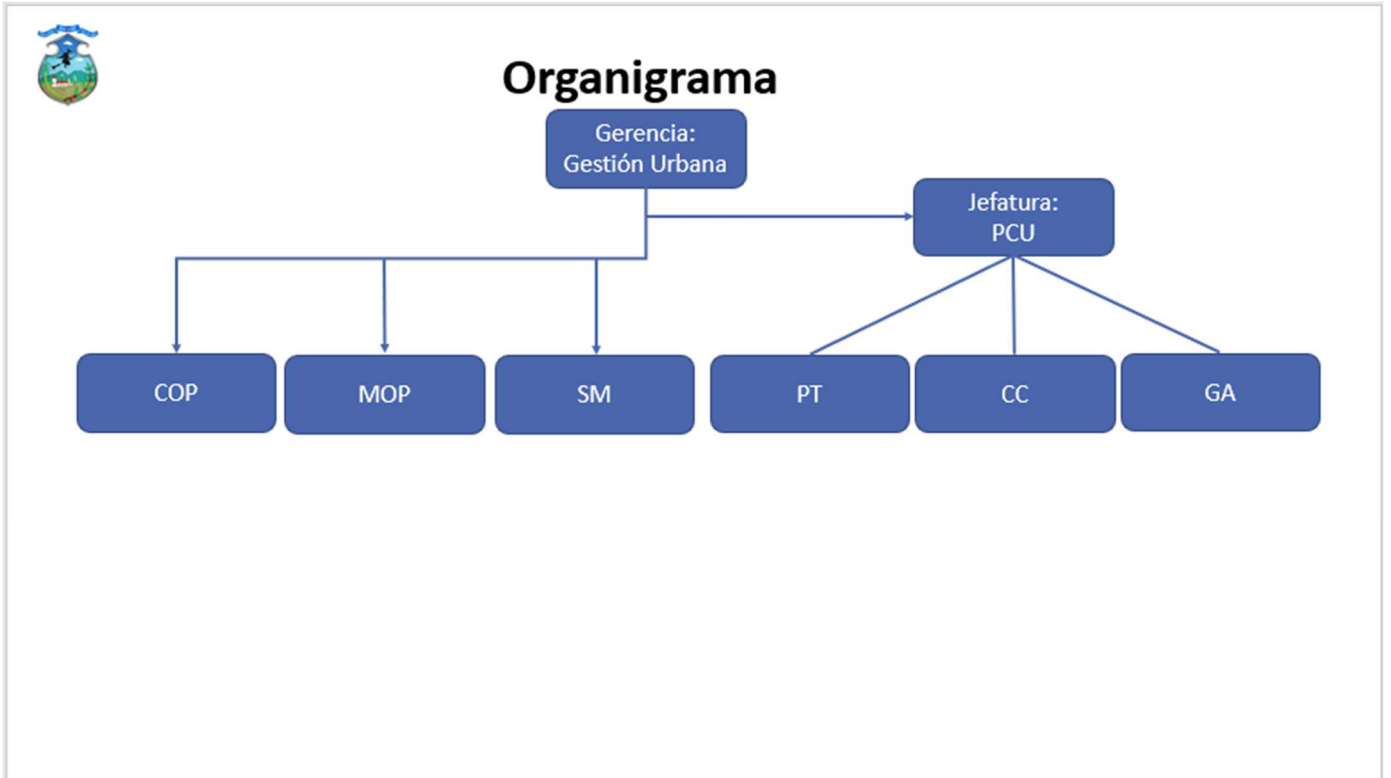 Organigrama
Gerencia:
Gestión Urbana
Jefatura:
PCU
COP
MOP
SM
PT
CC
GA